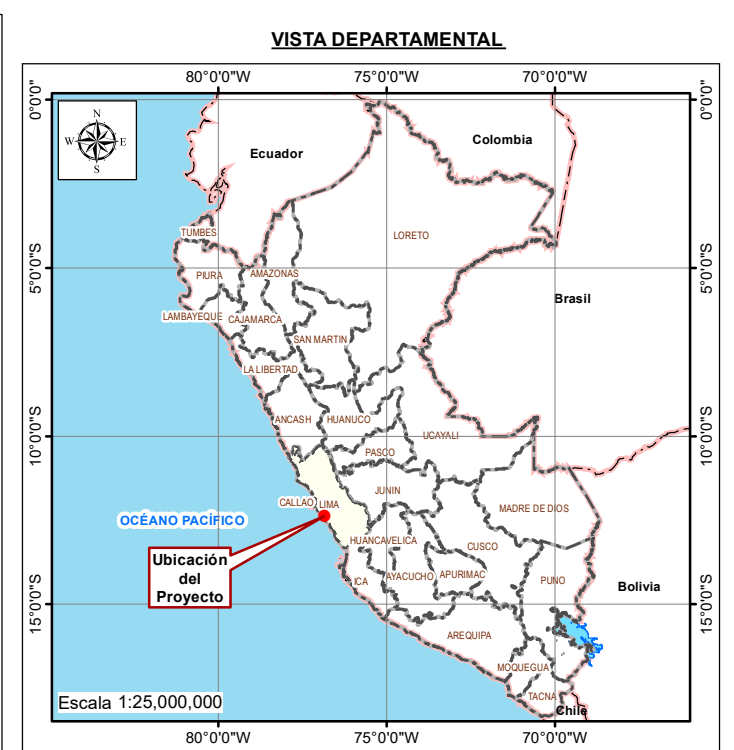 VISTA DEPARTAMENTAL
80°0'0"W 75°0'0"W 70°0'0"W
0°0'0" 0°0'0"
N
W E
S
Ecuador
Colombia
TUMBES
LORETO
5°0'0"S 5°0'0"S
PIURA
AMAZONAS
Brasil
LAMBAYEQUE
CAJAMARCA
SAN MARTIN
LA LIBERTAD
ANCASH
HUANUCO
UCAYALI
10°0'0"S 10°0'0"S
PASCO
JUNIN
CALLAO
LIMA
MADRE DE DIOS
OCÉANO PACÍFICO
HUANCAVELICA
CUSCO
Ubicación
del
Proyecto
ICA
AYACUCHO
APURIMAC
PUNO
Bolivia
15°0'0"S 15°0'0"S
AREQUIPA
MOQUEGUA
TACNA
Chile
Escala 1:25,000,000
80°0'0"W 75°0'0"W 70°0'0"W